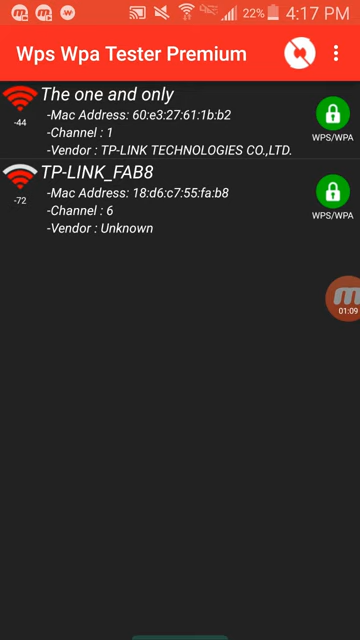 22% 4:17 PM
Wps Wpa Tester Premium
The one and only
-Mac Address: 60:e3:27:61:1b:b2
-44
-Channel : 1
WPS/WPA
-Vendor : TP-LINK TECHNOLOGIES CO.,LTD.
TP-LINK_FAB8
-Mac Address: 18:d6:c7:55:fa:b8
-72
-Channel : 6
WPS/WPA
-Vendor : Unknown
01:09